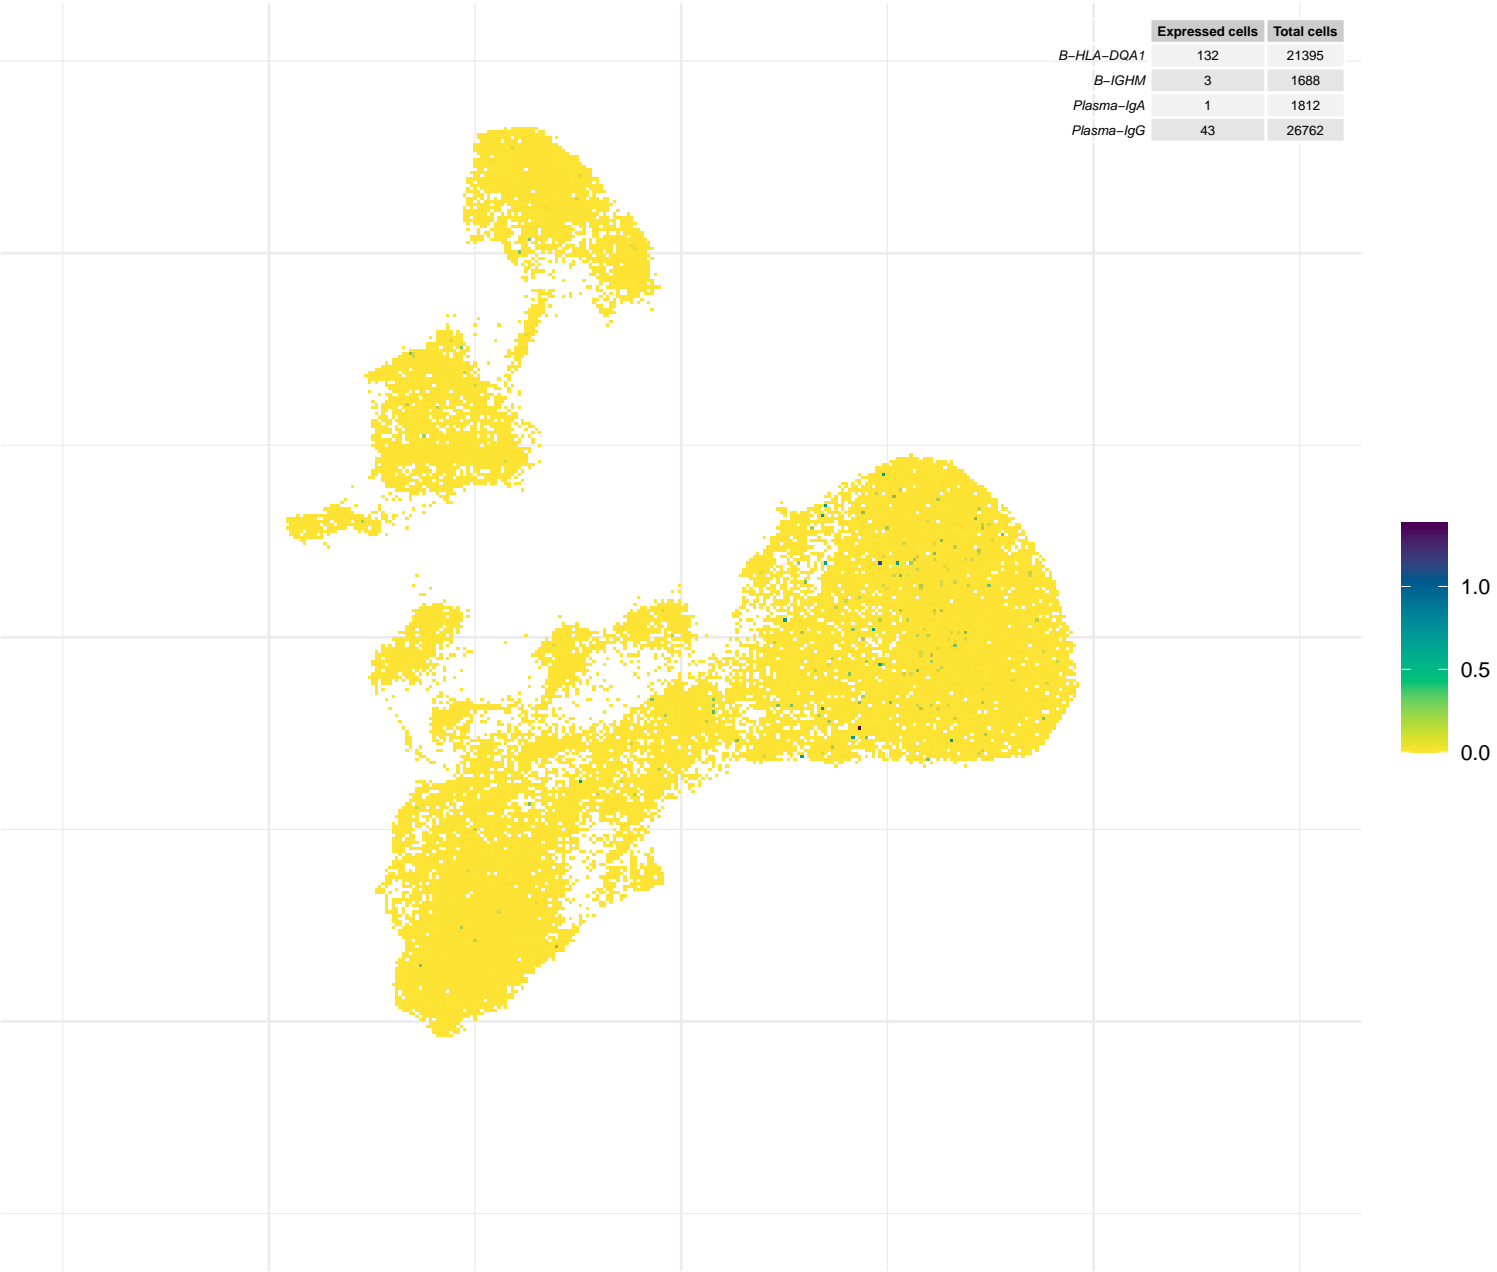 Expressed cells Total cells
B−HLA−DQA1 132 21395
B−IGHM 3 1688
Plasma−IgA 1 1812
Plasma−IgG 43 26762
1.0
0.5
0.0